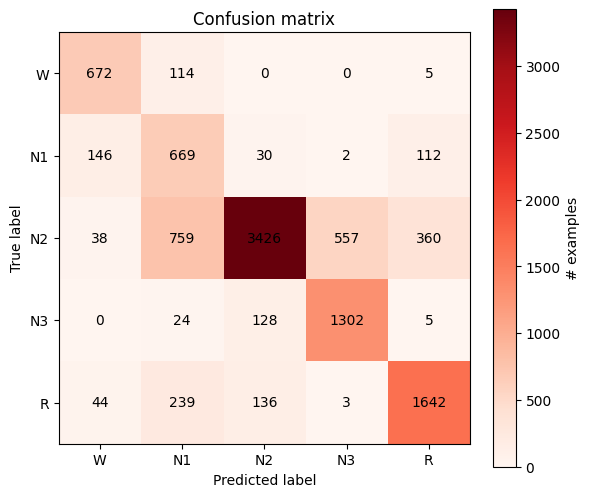 Confusion matrix
W 672 114 0 0 5
N1 146 669 30 2 112
N2 38 759 3426 557 360
N3 0 24 128 1302 5
R 44 239 136 3 1642
W N1 N2 N3 R
Predicted label
True label
3000
2500
2000
1500
1000
500
0
# examples